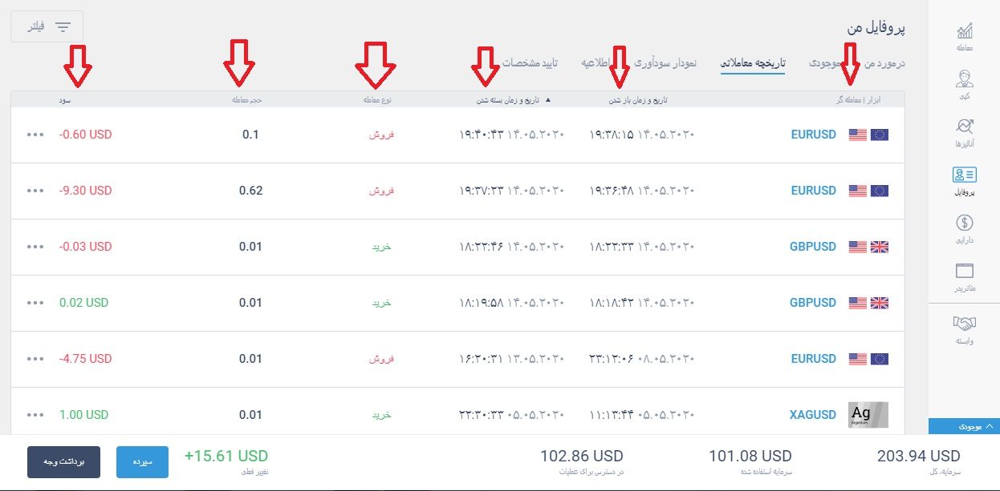 پروفایل من
فیلتر
درمورد من موجودی تاریخچه معاملاتی نمودار سودآوری اطلاعیه تایید مشخصات
ابزار | معامله گر تاریخ و زمان باز شدن تاریخ و زمان بسته شدن ▲ نوع معامله حجم معامله سود
EURUSD ۱۴.۰۵.۲۰۲۰ ۱۹:۳۸:۱۵ ۱۴.۰۵.۲۰۲۰ ۱۹:۴۰:۴۳ فروش 0.1 -0.60 USD
EURUSD ۱۴.۰۵.۲۰۲۰ ۱۹:۳۶:۴۸ ۱۴.۰۵.۲۰۲۰ ۱۹:۳۷:۲۳ فروش 0.62 -9.30 USD
GBPUSD ۱۴.۰۵.۲۰۲۰ ۱۸:۲۲:۳۳ ۱۴.۰۵.۲۰۲۰ ۱۸:۲۲:۴۶ خرید 0.01 -0.03 USD
GBPUSD ۱۴.۰۵.۲۰۲۰ ۱۸:۱۸:۴۲ ۱۴.۰۵.۲۰۲۰ ۱۸:۱۹:۵۸ خرید 0.01 0.02 USD
EURUSD ۰۸.۰۵.۲۰۲۰ ۲۳:۱۲:۰۶ ۱۳.۰۵.۲۰۲۰ ۱۶:۲۰:۳۱ فروش 0.01 -4.75 USD
Ag Argentum XAGUSD ۰۵.۰۵.۲۰۲۰ ۱۱:۱۳:۴۴ ۰۵.۰۵.۲۰۲۰ ۲۲:۳۰:۳۳ خرید 0.01 1.00 USD
معامله
کپی
آنالیزها
پروفایل
دارایی
متاتریدر
وابسته
موجودی
203.94 USD 101.08 USD 102.86 USD +15.61 USD
سرمایه، کل سرمایه استفاده شده در دسترس برای عملیات تغییر فعلی
سپرده برداشت وجه